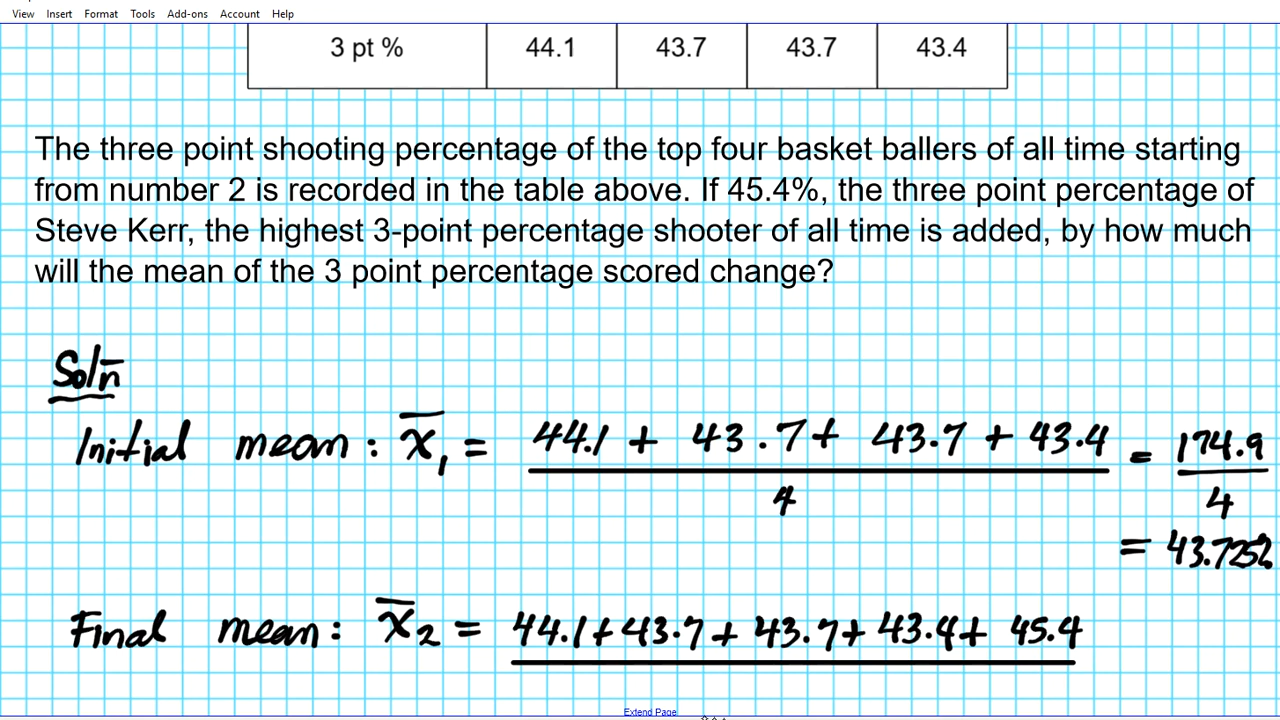 View Insert Format Tools Add-ons Account Help
3 pt % 44.1 43.7 43.7 43.4
The three point shooting percentage of the top four basket ballers of all time starting
from number 2 is recorded in the table above. If 45.4%, the three point percentage of
Steve Kerr, the highest 3-point percentage shooter of all time is added, by how much
will the mean of the 3 point percentage scored change?
Soln
Initial mean: x̄₁ = 44.1 + 43.7 + 43.7 + 43.4 = 174.9
4 4
= 43.725%
Final mean: x̄₂ = 44.1 + 43.7 + 43.7 + 43.4 + 45.4
Extend Page